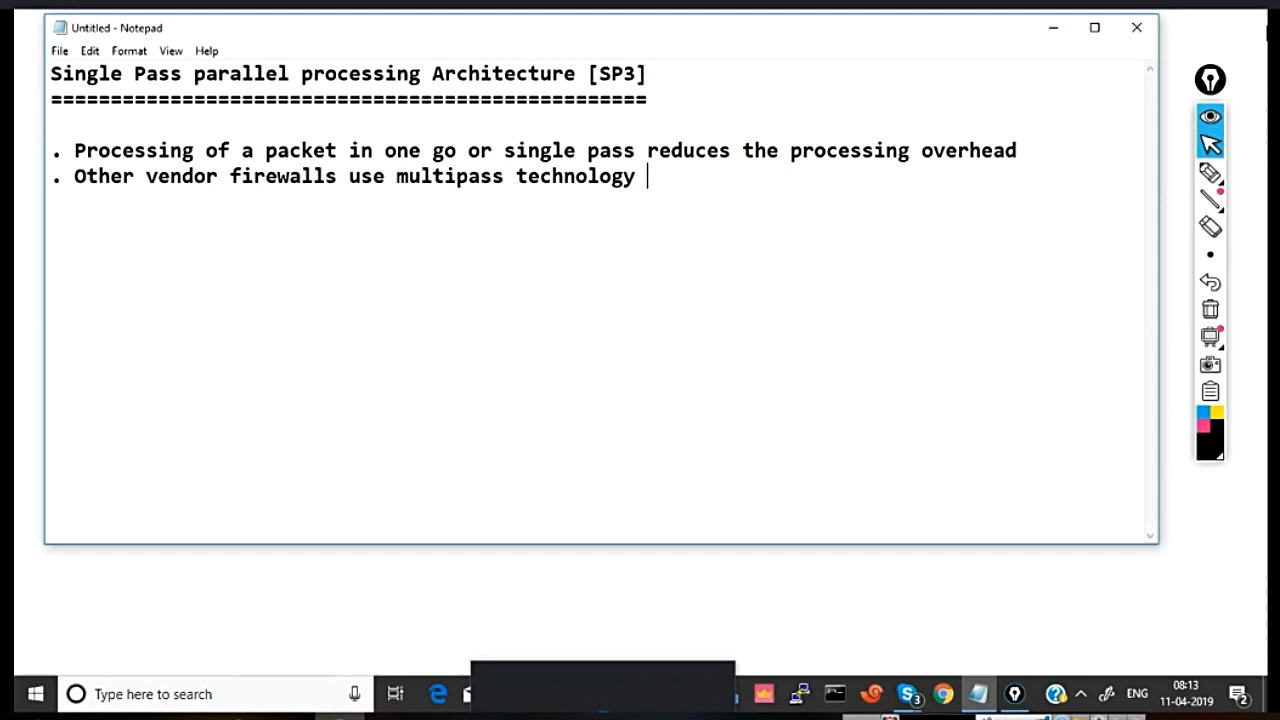 Untitled - Notepad
File Edit Format View Help
Single Pass parallel processing Architecture [SP3]
==================================================
. Processing of a packet in one go or single pass reduces the processing overhead
. Other vendor firewalls use multipass technology
Type here to search
3
ENG
08:13
11-04-2019
2